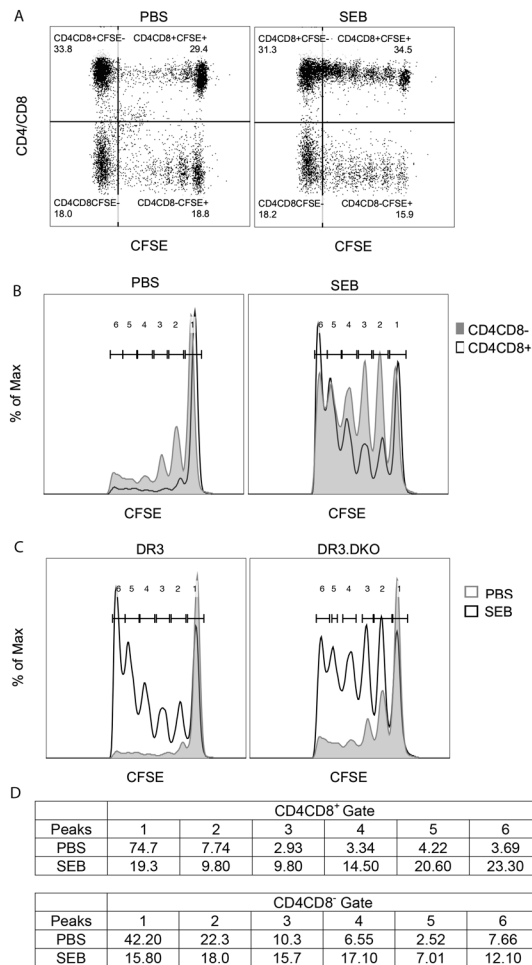 A
PBS
SEB
CD4CD8+CFSE- CD4CD8+CFSE+
33.8 29.4
CD4CD8+CFSE- CD4CD8+CFSE+
31.3 34.5
CD4/CD8
CD4CD8CFSE- CD4CD8-CFSE+
18.0 18.8
CD4CD8CFSE- CD4CD8-CFSE+
18.2 15.9
CFSE
CFSE
B
PBS
SEB
6 5 4 3 2 1
6 5 4 3 2 1
CD4CD8-
CD4CD8+
% of Max
CFSE
CFSE
C
DR3
DR3.DKO
6 5 4 3 2 1
6 5 4 3 2 1
PBS
SEB
% of Max
CFSE
CFSE
D
CD4CD8+ Gate
Peaks 1 2 3 4 5 6
PBS 74.7 7.74 2.93 3.34 4.22 3.69
SEB 19.3 9.80 9.80 14.50 20.60 23.30
CD4CD8- Gate
Peaks 1 2 3 4 5 6
PBS 42.20 22.3 10.3 6.55 2.52 7.66
SEB 15.80 18.0 15.7 17.10 7.01 12.10